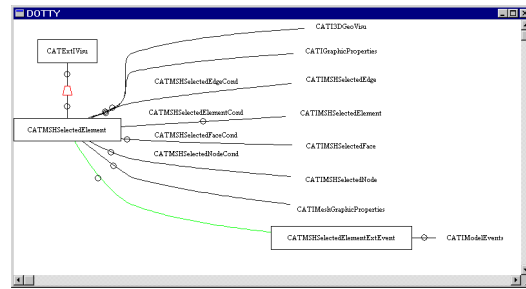 DOTTY
CATI3DGeoVisu
CATExtIVisu
CATIGraphicProperties
CATMSHSelectedEdgeCond
CATIMSHSelectedEdge
CATMSHSelectedElementCond
CATIMSHSelectedElement
CATMSHSelectedElement
CATMSHSelectedFaceCond
CATIMSHSelectedFace
CATMSHSelectedNodeCond
CATIMSHSelectedNode
CATIMeshGraphicProperties
CATMSHSelectedElementExtEvent
CATIModelEvents